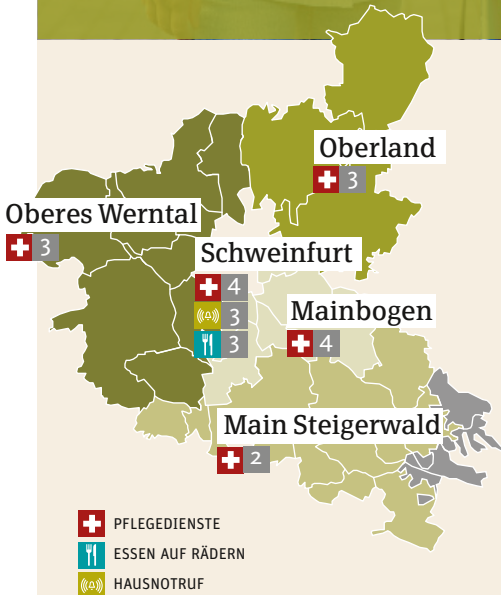 Oberland
3
Oberes Werntal
3
Schweinfurt
4
3
3
Mainbogen
4
Main Steigerwald
2
PFLEGEDIENSTE
ESSEN AUF RÄDERN
HAUSNOTRUF